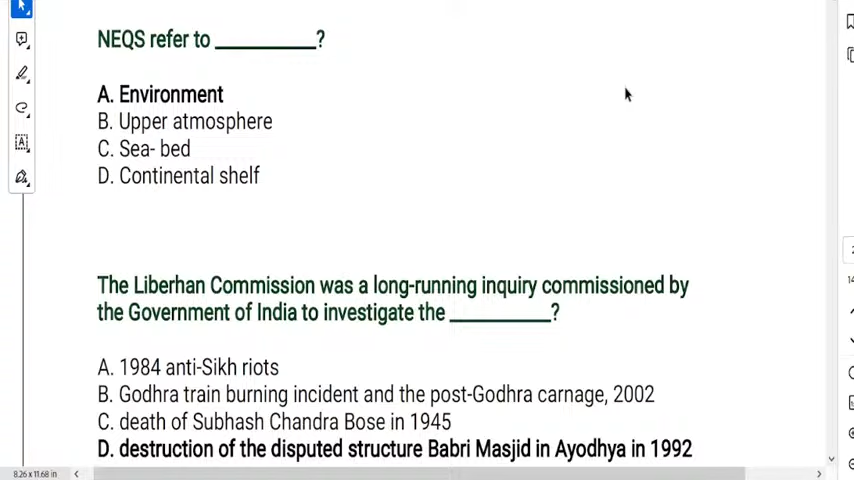 NEQS refer to __________?
A. Environment
B. Upper atmosphere
C. Sea- bed
D. Continental shelf
The Liberhan Commission was a long-running inquiry commissioned by
the Government of India to investigate the __________?
A. 1984 anti-Sikh riots
B. Godhra train burning incident and the post-Godhra carnage, 2002
C. death of Subhash Chandra Bose in 1945
D. destruction of the disputed structure Babri Masjid in Ayodhya in 1992
8.26 x 11.68 in